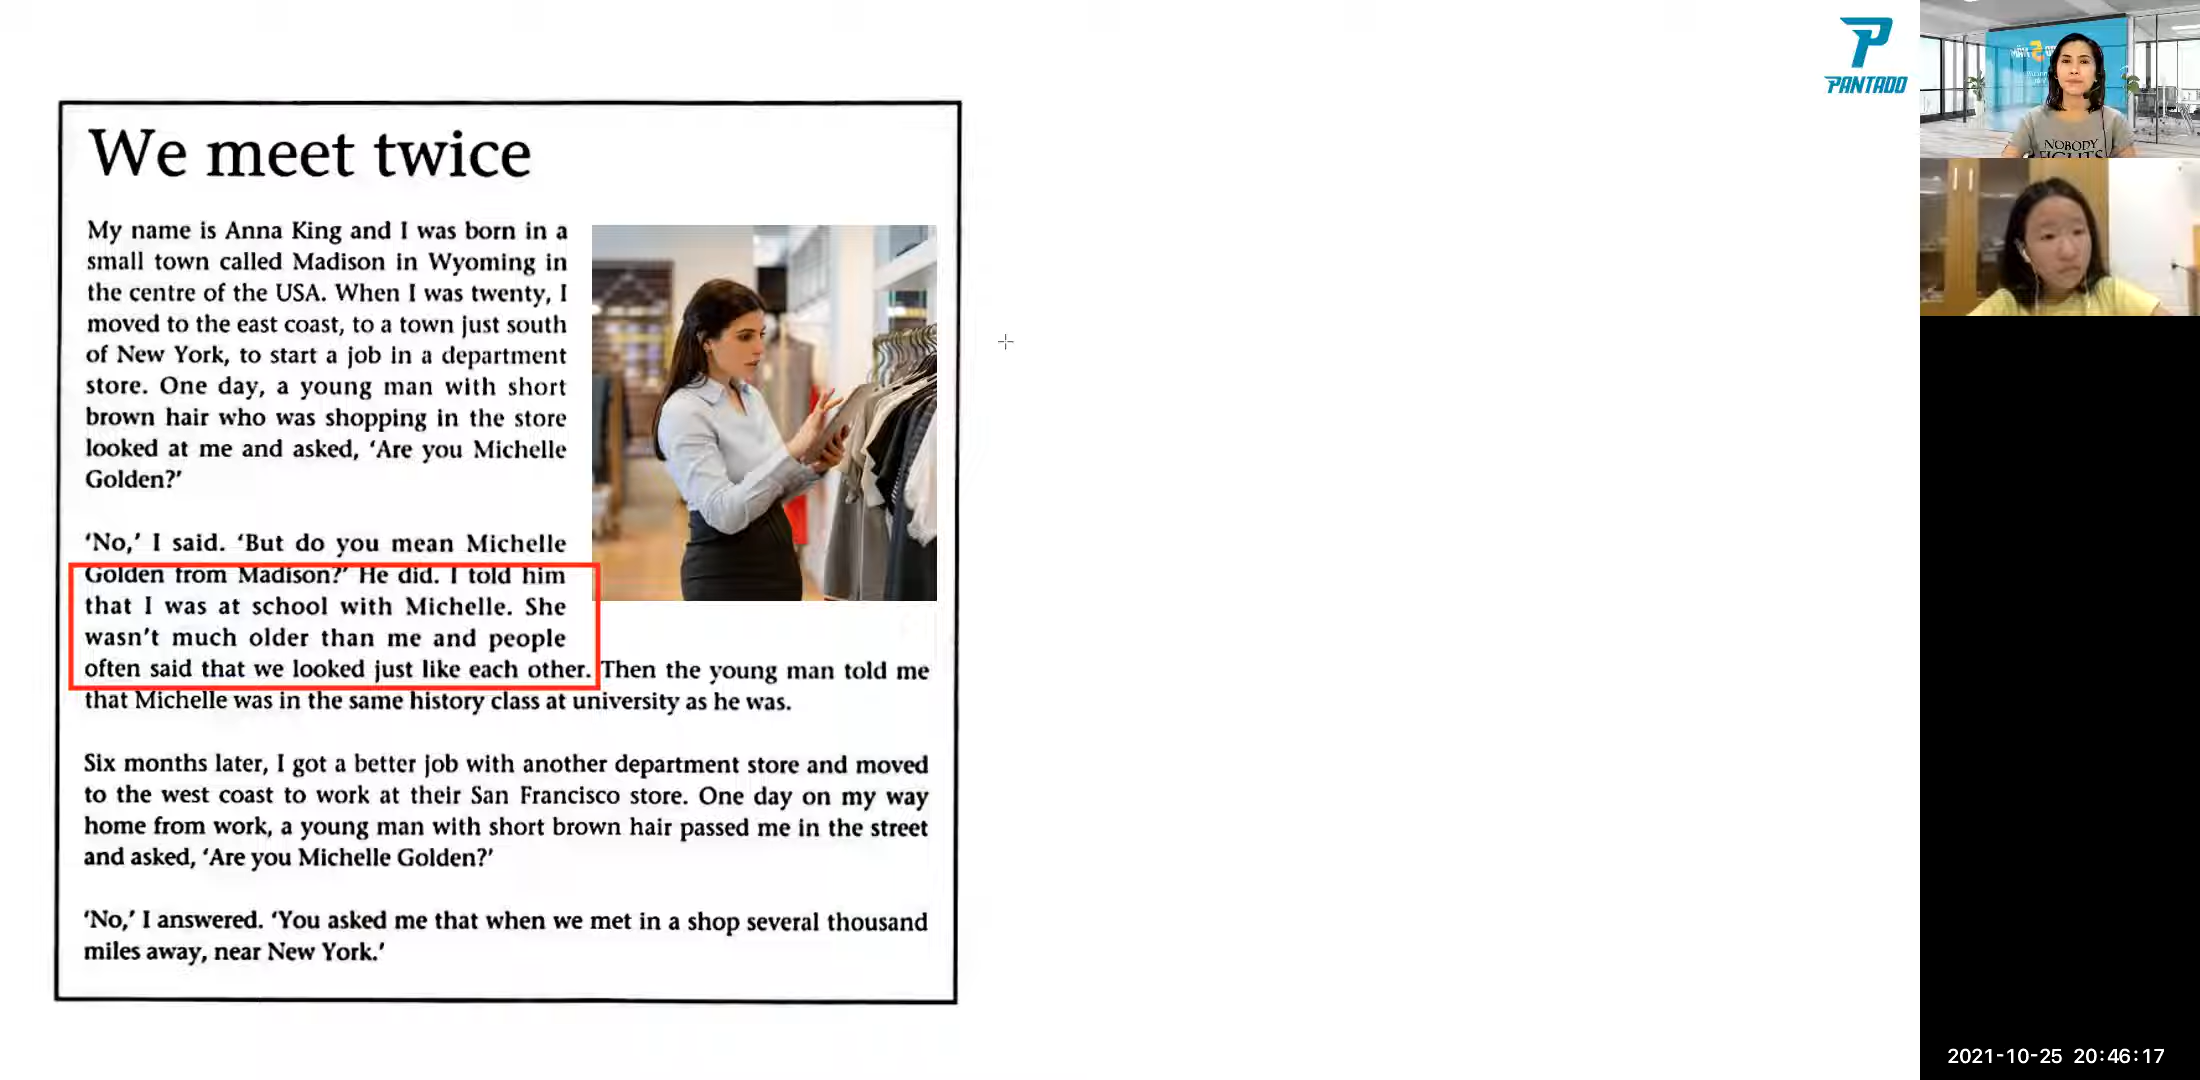 PANTADO
NOBODY
We meet twice
My name is Anna King and I was born in a
small town called Madison in Wyoming in
the centre of the USA. When I was twenty, I
moved to the east coast, to a town just south
of New York, to start a job in a department
store. One day, a young man with short
brown hair who was shopping in the store
looked at me and asked, ‘Are you Michelle
Golden?’
‘No,’ I said. ‘But do you mean Michelle
Golden from Madison?’ He did. I told him
that I was at school with Michelle. She
wasn’t much older than me and people
often said that we looked just like each other. Then the young man told me
that Michelle was in the same history class at university as he was.
Six months later, I got a better job with another department store and moved
to the west coast to work at their San Francisco store. One day on my way
home from work, a young man with short brown hair passed me in the street
and asked, ‘Are you Michelle Golden?’
‘No,’ I answered. ‘You asked me that when we met in a shop several thousand
miles away, near New York.’
2021-10-25 20:46:17